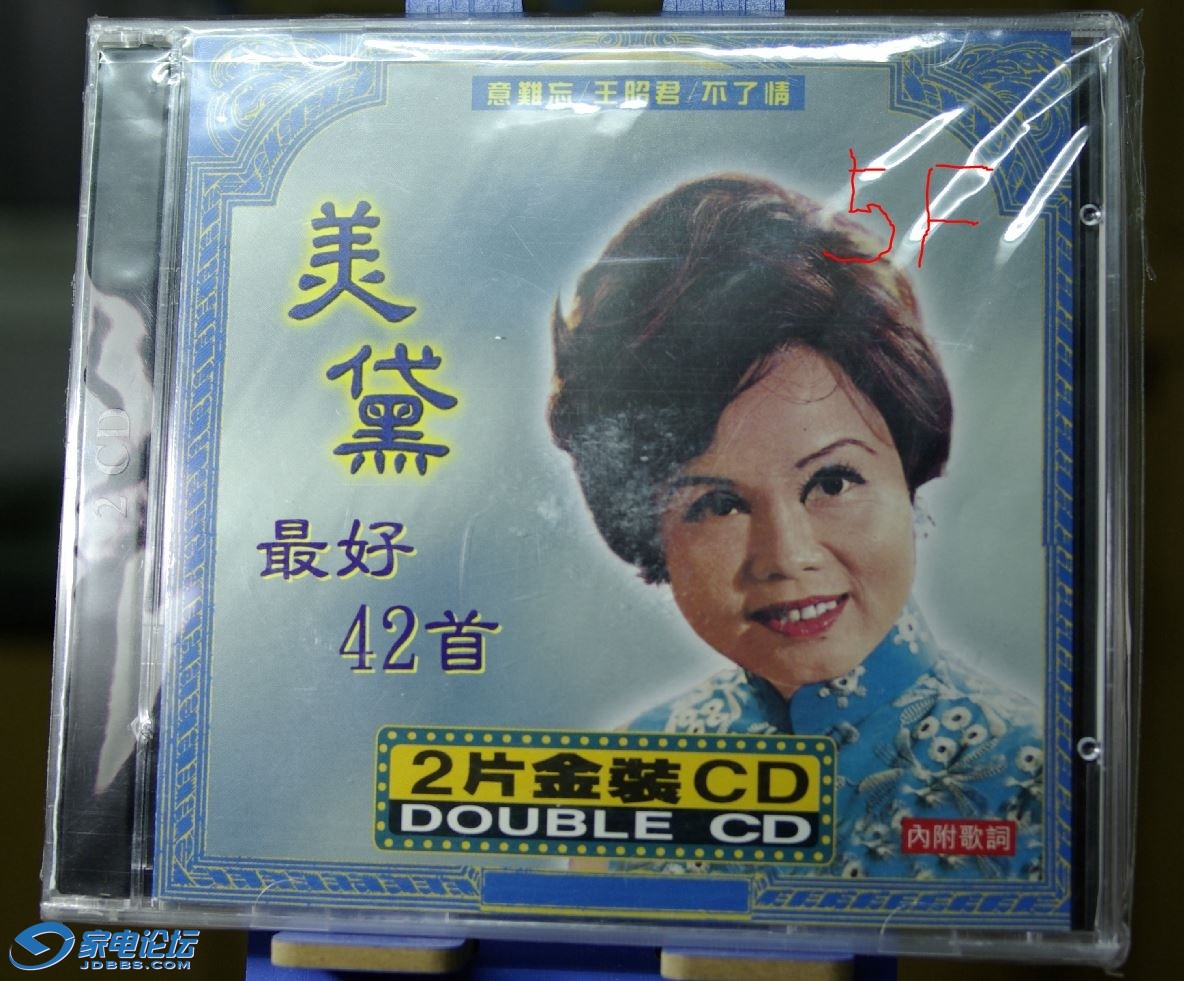 意難忘/王昭君/不了情
5F
美黛
最好
42首
2 CD
2片金裝CD
DOUBLE CD
內附歌詞
家电论坛
JDBBS.COM